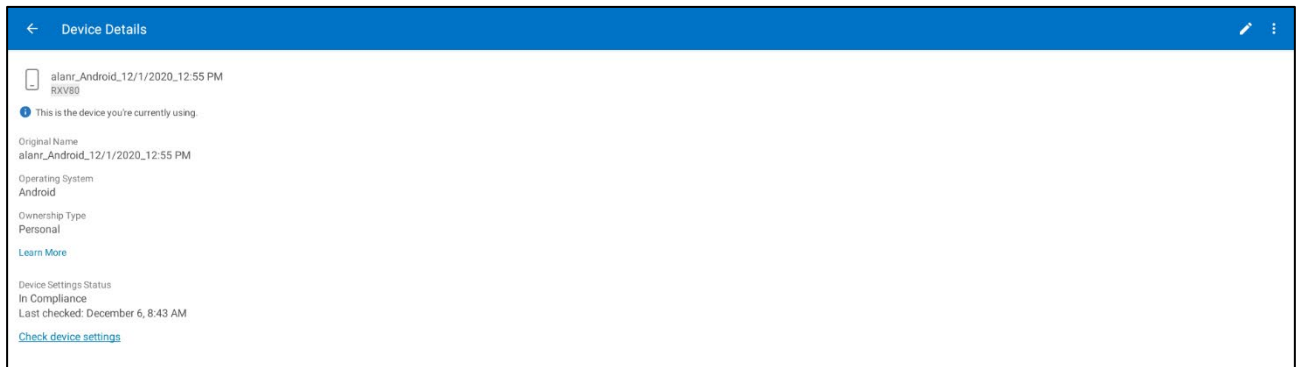 Device Details
alanr_Android_12/1/2020_12:55 PM
RXV80
This is the device you're currently using.
Original Name
alanr_Android_12/1/2020_12:55 PM
Operating System
Android
Ownership Type
Personal
Learn More
Device Settings Status
In Compliance
Last checked: December 6, 8:43 AM
Check device settings